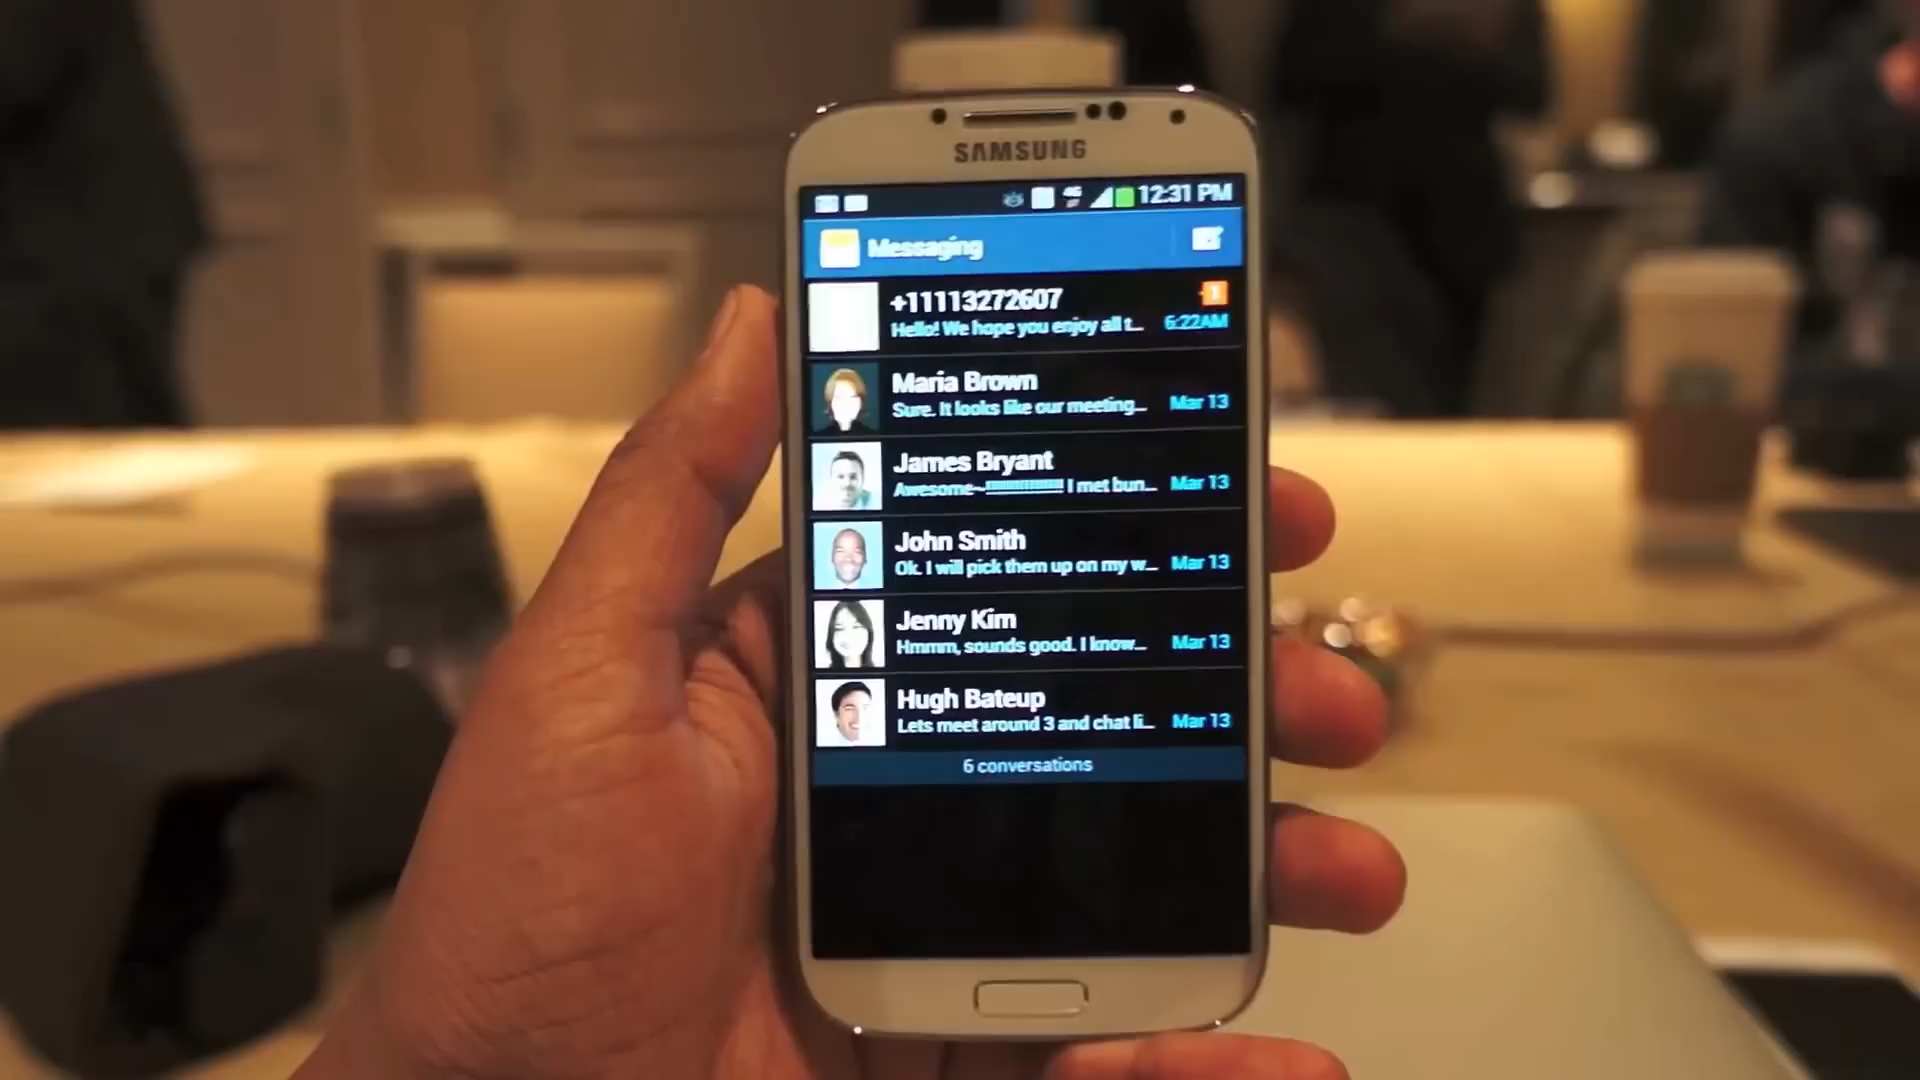 SAMSUNG
4G
12:31 PM
Messaging
+11113272607
1
Hello! We hope you enjoy all t...
6:22AM
Maria Brown
Sure. It looks like our meeting...
Mar 13
James Bryant
Awesome~!!!!!!!!!!!!!!!! I met bun...
Mar 13
John Smith
Ok. I will pick them up on my w...
Mar 13
Jenny Kim
Hmmm, sounds good. I know...
Mar 13
Hugh Bateup
Lets meet around 3 and chat li...
Mar 13
6 conversations